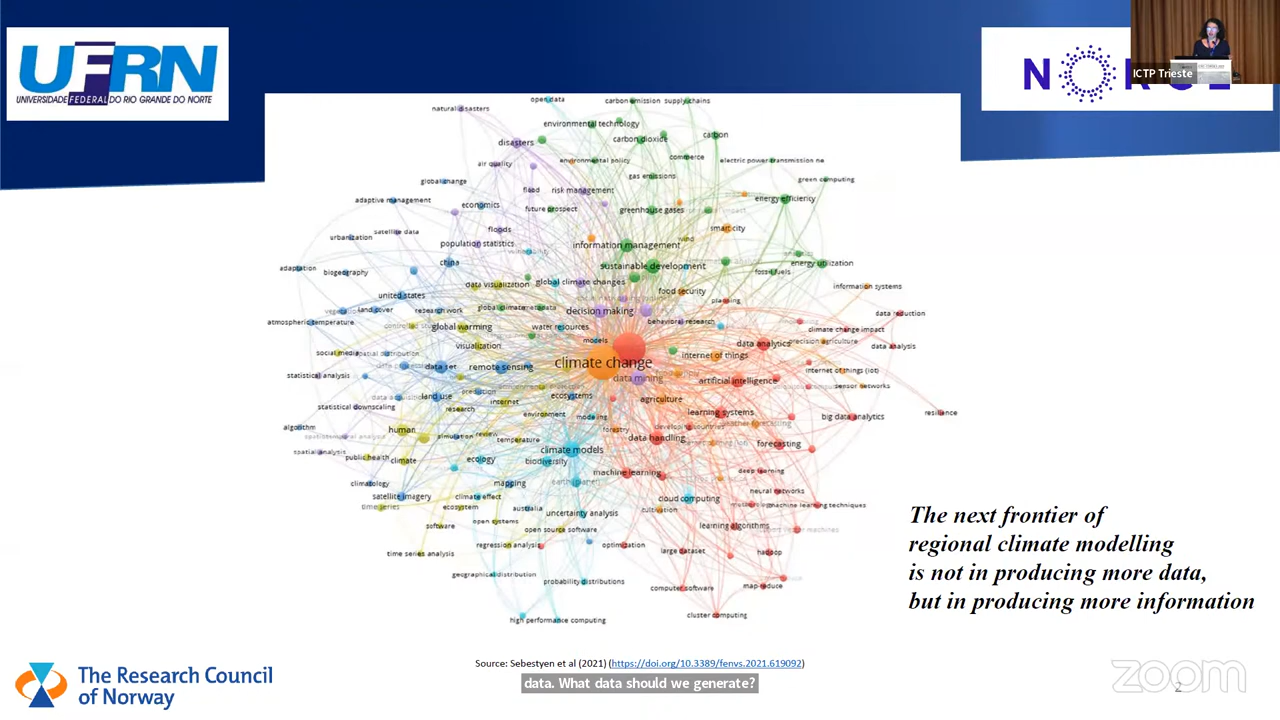 UFRN
UNIVERSIDADE FEDERAL DO RIO GRANDE DO NORTE
ICTP Trieste
natural disasters
open data
carbon emission
supply chains
environmental technology
disasters
carbon dioxide
carbon
air quality
environmental policy
commerce
electric power transmission ne
global change
flood
risk management
gas emissions
green computing
adaptive management
economics
future prospect
greenhouse gases
energy efficiency
urbanization
satellite data
floods
smart city
population statistics
information management
wind
vulnerability
adaptation
biogeography
china
sustainable development
fossil fuels
energy utilization
data visualization
global climate changes
food security
information systems
united states
planning
land cover
research work
global climate
metadata
decision making
data reduction
atmospheric temperature
global warming
water resources
behavioral research
climate change impact
models
visualization
data analytics
precision agriculture
data analysis
social media
spatial distribution
climate change
internet of things
data set
remote sensing
internet of things (iot)
statistical analysis
data mining
artificial intelligence
sensor networks
land use
internet
ecosystems
agriculture
statistical downscaling
research
environment
modeling
learning systems
big data analytics
resilience
algorithm
human
simulation
review
forestry
developing countries
weather forecasting
spatial analysis
temperature
data handling
forecasting
public health
climate
ecology
climate models
biodiversity
climatology
mapping
earth (planet)
machine learning
deep learning
satellite imagery
climate effect
cloud computing
neural networks
time series
ecosystem
australia
uncertainty analysis
cultivation
machine learning techniques
software
open systems
open source software
learning algorithms
time series analysis
regression analysis
optimization
large dataset
hadoop
geographical distribution
probability distributions
computer software
map-reduce
high performance computing
cluster computing
The next frontier of
regional climate modelling
is not in producing more data,
but in producing more information
Source: Sebestyen et al (2021) (https://doi.org/10.3389/fenvs.2021.619092)
data. What data should we generate?
The Research Council
of Norway
zoom
2